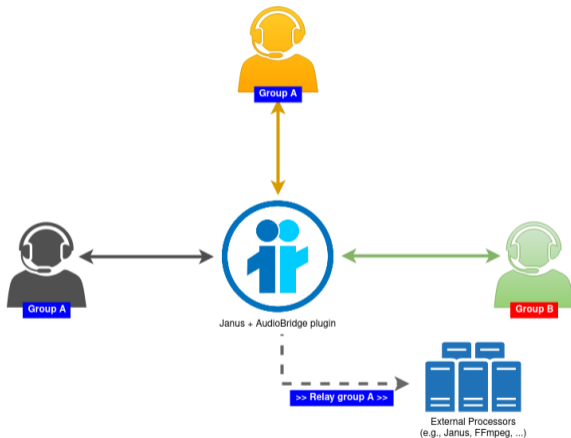 Group A
Group A
Group B
Janus + AudioBridge plugin
>> Relay group A >>
External Processors
(e.g., Janus, FFmpeg, ...)